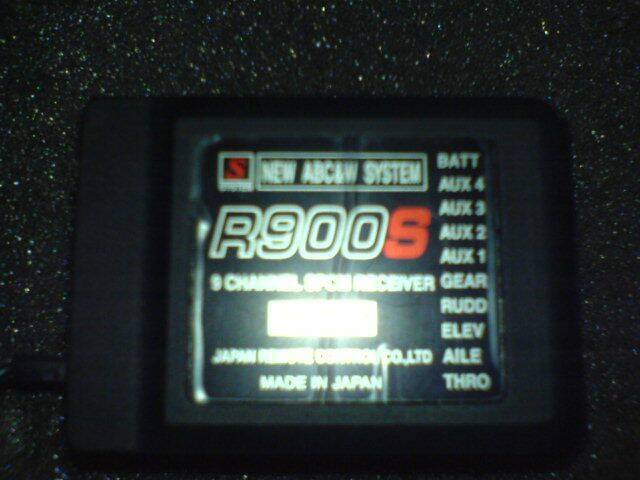 NEW ABC&W SYSTEM
R900S
9 CHANNEL SPCM RECEIVER
JAPAN REMOTE CONTROL CO.,LTD
MADE IN JAPAN
BATT
AUX 4
AUX 3
AUX 2
AUX 1
GEAR
RUDD
ELEV
AILE
THRO